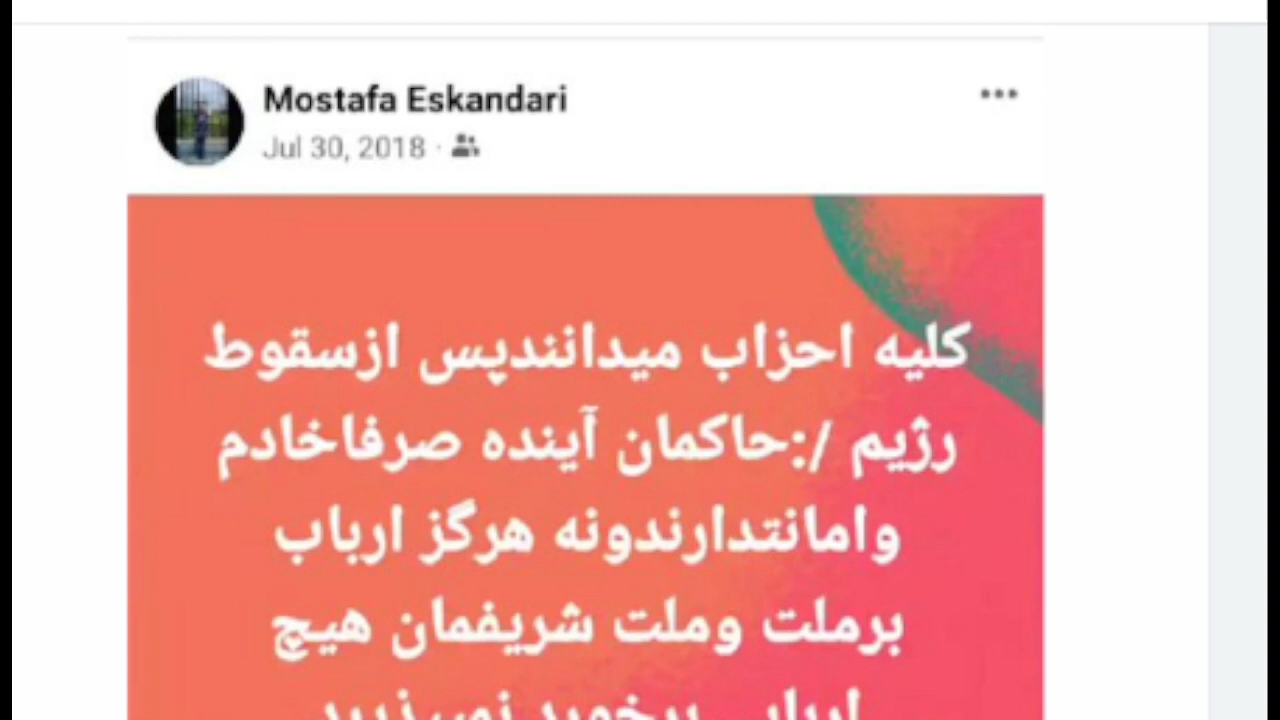 Mostafa Eskandari
Jul 30, 2018 ·
کلیه احزاب میدانندپس ازسقوط
رژیم /:حاکمان آینده صرفاخادم
وامانتدارندونه هرگز ارباب
برملت وملت شریفمان هیچ